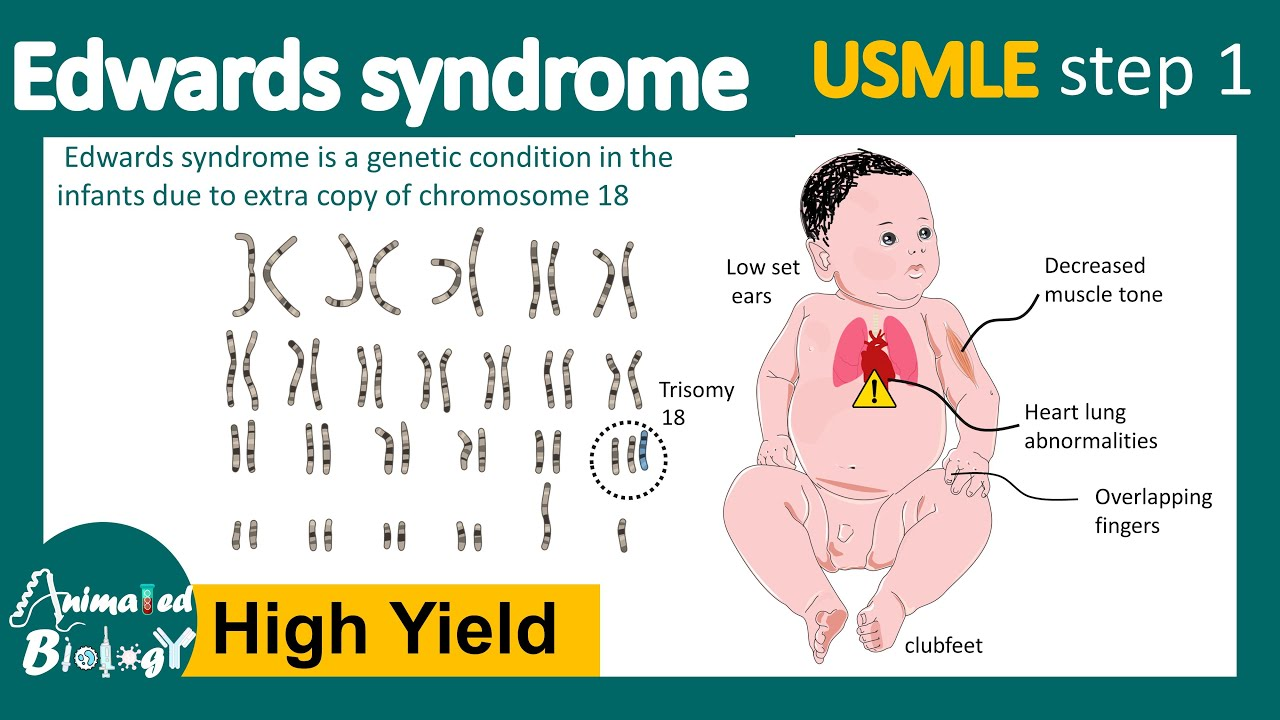 Edwards syndrome
USMLE step 1
Edwards syndrome is a genetic condition in the
infants due to extra copy of chromosome 18
Trisomy
18
Low set
ears
Decreased
muscle tone
Heart lung
abnormalities
Overlapping
fingers
clubfeet
Animated
Biology
High Yield